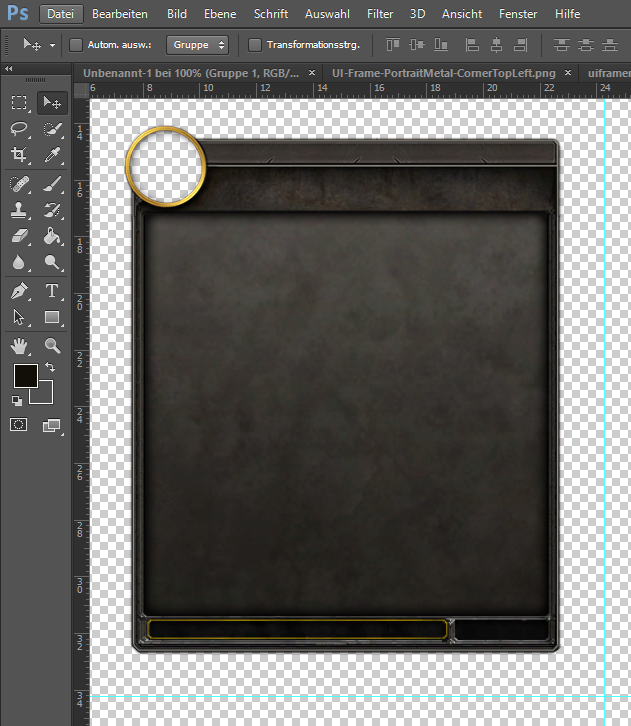 Ps Datei Bearbeiten Bild Ebene Schrift Auswahl Filter 3D Ansicht Fenster Hilfe
Autom. ausw.: Gruppe Transformationsstrg.
Unbenannt-1 bei 100% (Gruppe 1, RGB/... × UI-Frame-PortraitMetal-CornerTopLeft.png × uiframer
6 8 10 12 14 16 18 20 22 24
14
16
18
20
22
24
26
28
30
32
34
T